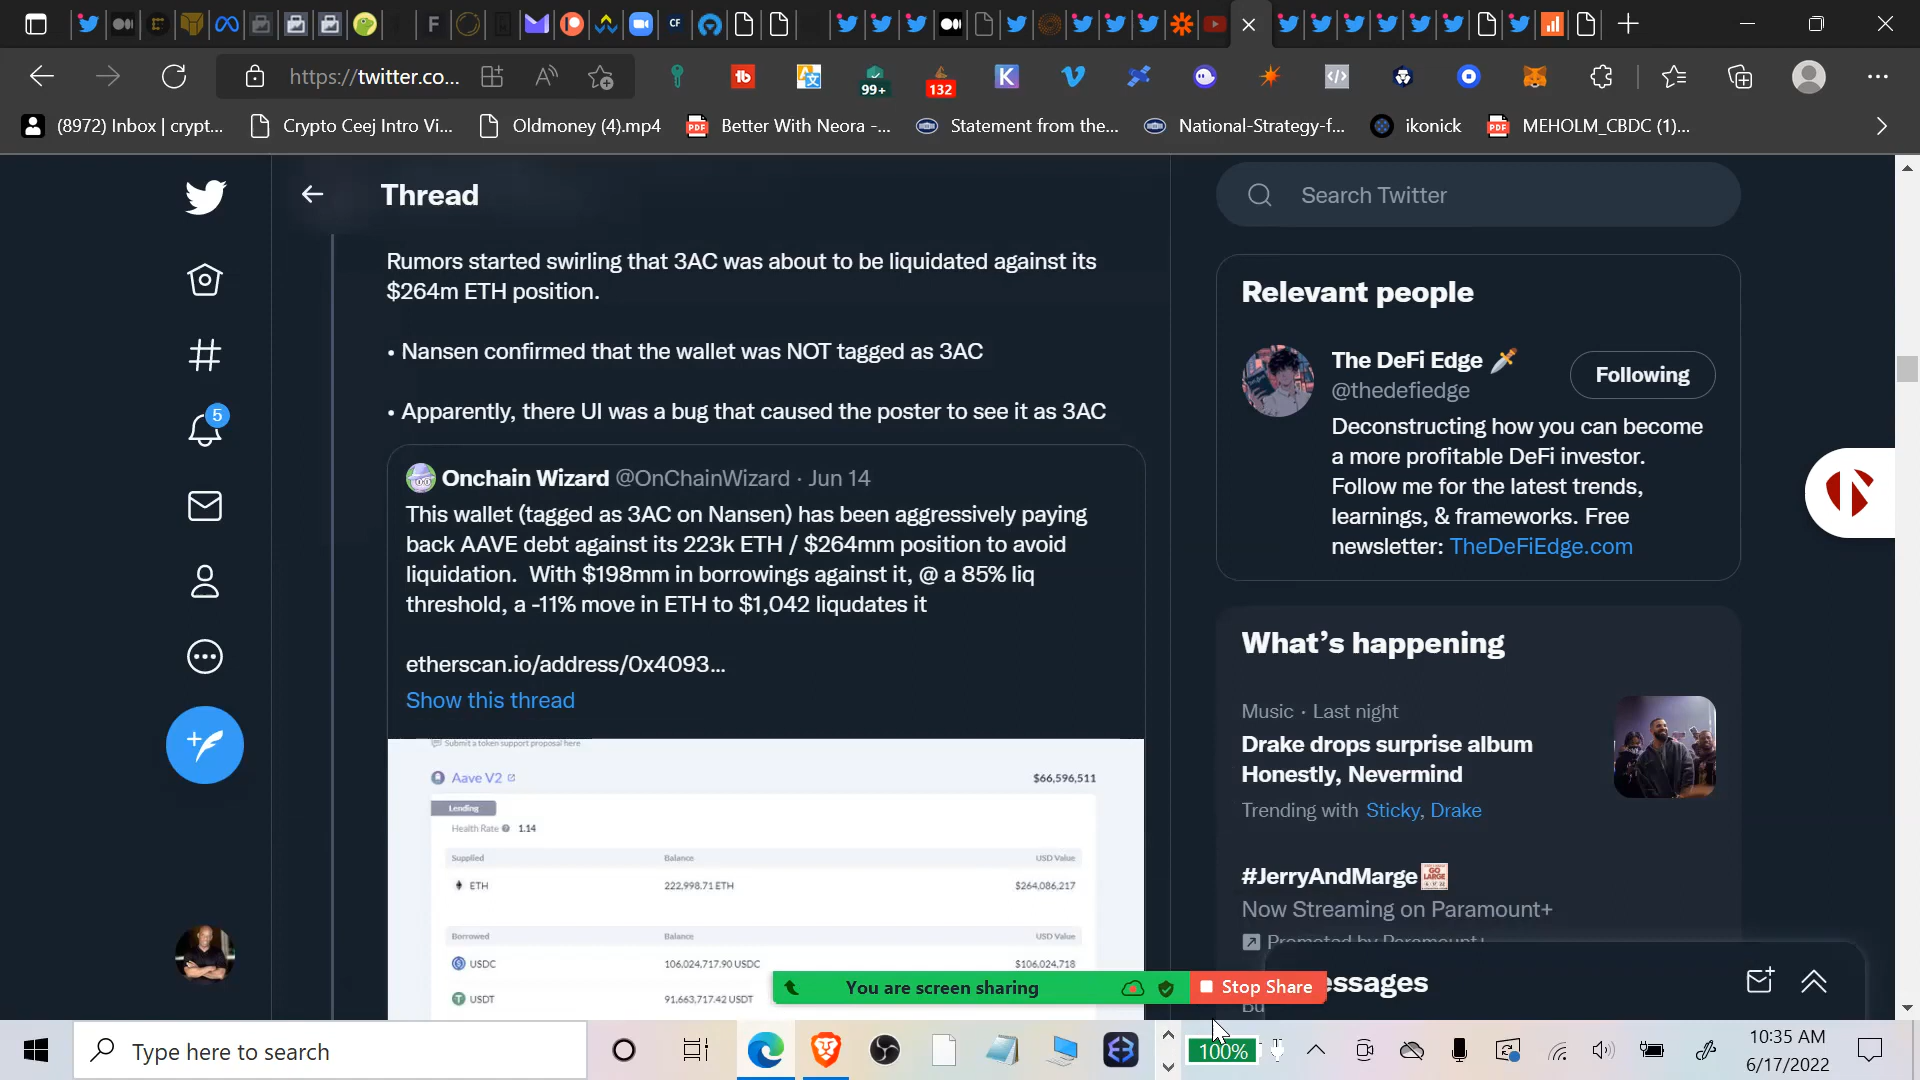 https://twitter.co...
99+
132
(8972) Inbox | crypt...
Crypto Ceej Intro Vi...
Oldmoney (4).mp4
Better With Neora -...
Statement from the...
National-Strategy-f...
ikonick
MEHOLM_CBDC (1)...
Thread
Search Twitter
Rumors started swirling that 3AC was about to be liquidated against its
$264m ETH position.
• Nansen confirmed that the wallet was NOT tagged as 3AC
• Apparently, there UI was a bug that caused the poster to see it as 3AC
Onchain Wizard @OnChainWizard · Jun 14
This wallet (tagged as 3AC on Nansen) has been aggressively paying
back AAVE debt against its 223k ETH / $264mm position to avoid
liquidation. With $198mm in borrowings against it, @ a 85% liq
threshold, a -11% move in ETH to $1,042 liqudates it
etherscan.io/address/0x4093...
Show this thread
Submit a token support proposal here
Aave V2
$66,596,511
Lending
Health Rate 1.14
Supplied Balance USD Value
ETH 222,998.71 ETH $264,086,217
Borrowed Balance USD Value
USDC 106,024,717.90 USDC $106,024,718
USDT 91,663,717.42 USDT
5
Relevant people
The DeFi Edge
@thedefiedge
Following
Deconstructing how you can become
a more profitable DeFi investor.
Follow me for the latest trends,
learnings, & frameworks. Free
newsletter: TheDeFiEdge.com
What's happening
Music · Last night
Drake drops surprise album
Honestly, Nevermind
Trending with Sticky, Drake
#JerryAndMarge
Now Streaming on Paramount+
Promoted by Paramount+
essages
Bu
You are screen sharing
Stop Share
Type here to search
100%
10:35 AM
6/17/2022